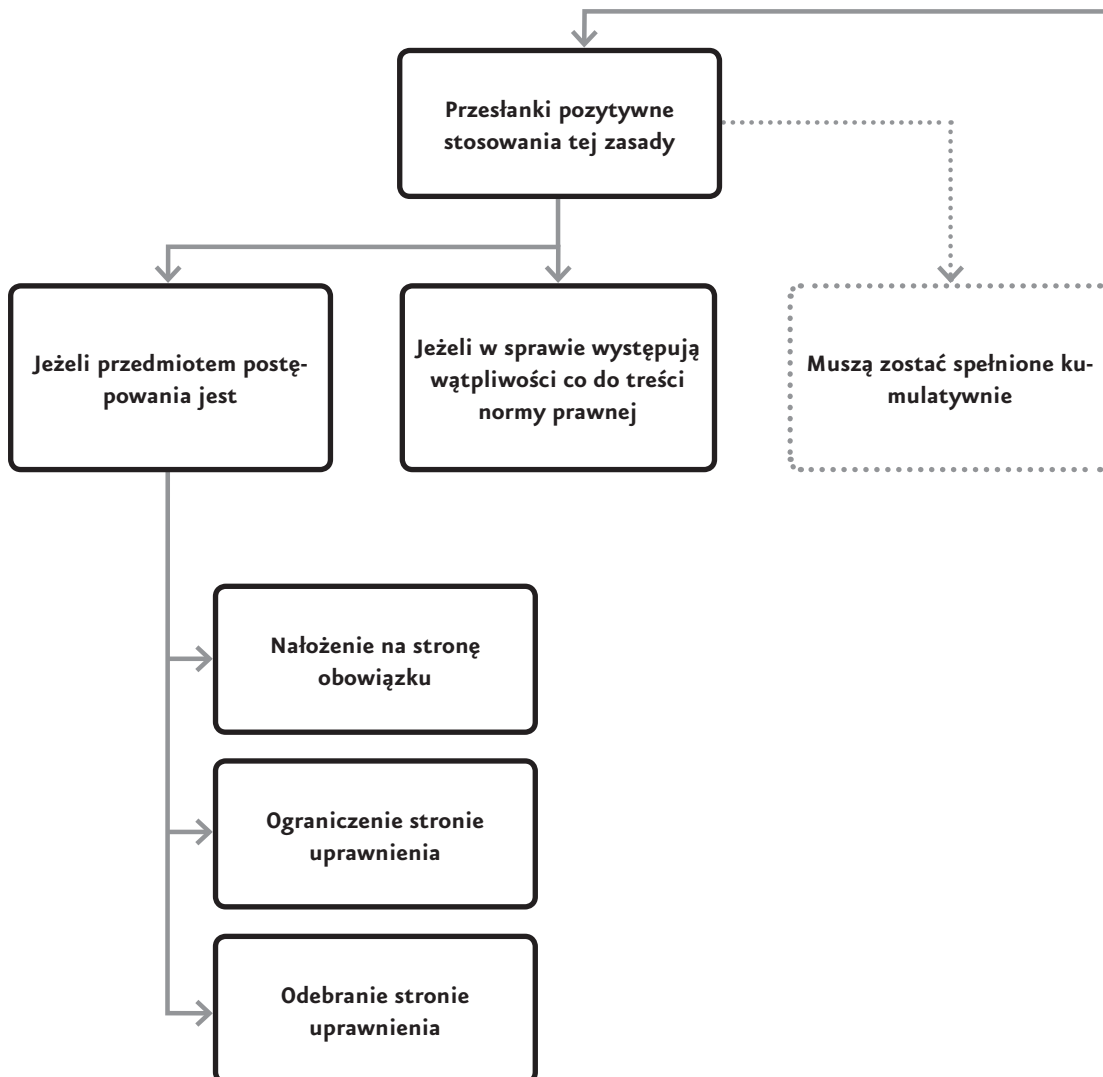 Przesłanki pozytywne
stosowania tej zasady
Jeżeli przedmiotem postę-
powania jest
Jeżeli w sprawie występują
wątpliwości co do treści
normy prawnej
Muszą zostać spełnione ku-
mulatywnie
Nałożenie na stronę
obowiązku
Ograniczenie stronie
uprawnienia
Odebranie stronie
uprawnienia